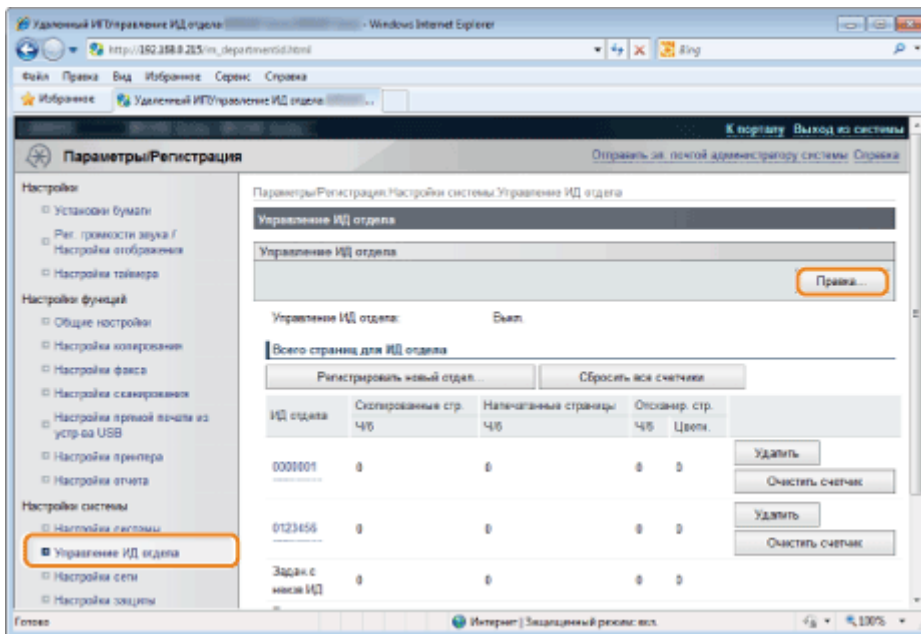 Удаленный ИП:Управление ИД отдела: - Windows Internet Explorer
http://192.168.0.215/m_departmentid.html
Bing
Файл Правка Вид Избранное Сервис Справка
Избранное Удаленный ИП:Управление ИД отдела: ...
К порталу Выход из системы
Параметры/Регистрация
Отправить эл. почтой администратору системы Справка
Настройки
Установки бумаги
Рег. громкости звука /
Настройки отображения
Настройки таймера
Настройки функций
Общие настройки
Настройки копирования
Настройки факса
Настройки сканирования
Настройки прямой печати из
устр-ва USB
Настройки принтера
Настройки отчета
Настройки системы
Настройки системы
Управление ИД отдела
Настройки сети
Настройки защиты
Параметры/Регистрация:Настройки системы:Управление ИД отдела
Управление ИД отдела
Управление ИД отдела
Правка...
Управление ИД отдела: Выкл.
Всего страниц для ИД отдела
Регистрировать новый отдел... Сбросить все счетчики
ИД отдела Скопированные стр. Напечатанные страницы Отсканир. стр.
Ч/б Ч/б Ч/б Цветн.
0000001 0 0 0 0 Удалить
Очистить счетчик
0123456 0 0 0 0 Удалить
Очистить счетчик
Задан.с
неизв ИД 0 0 0 0
Готово Интернет | Защищенный режим: вкл. 100%